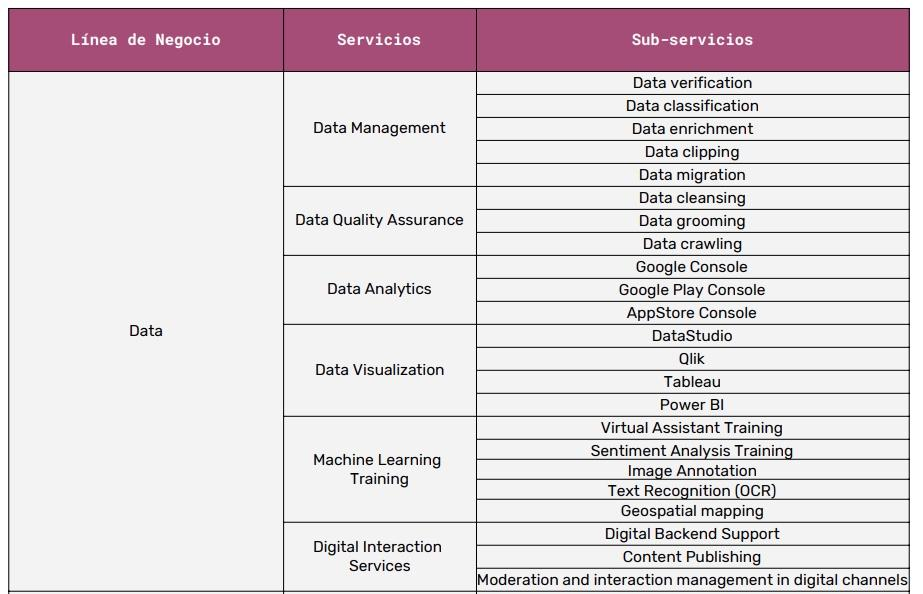 Línea de Negocio
Servicios
Sub-servicios
Data
Data Management
Data verification
Data classification
Data enrichment
Data clipping
Data migration
Data Quality Assurance
Data cleansing
Data grooming
Data crawling
Data Analytics
Google Console
Google Play Console
AppStore Console
Data Visualization
DataStudio
Qlik
Tableau
Power BI
Machine Learning
Training
Virtual Assistant Training
Sentiment Analysis Training
Image Annotation
Text Recognition (OCR)
Geospatial mapping
Digital Interaction
Services
Digital Backend Support
Content Publishing
Moderation and interaction management in digital channels